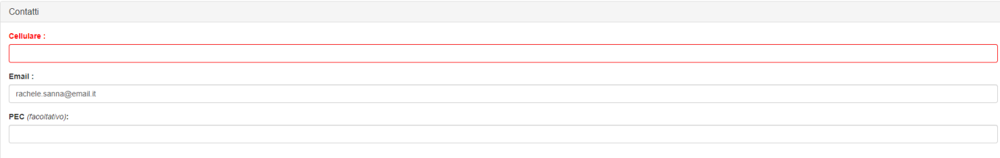 Contatti
Cellulare :
Email :
rachele.sanna@email.it
PEC (facoltativo):